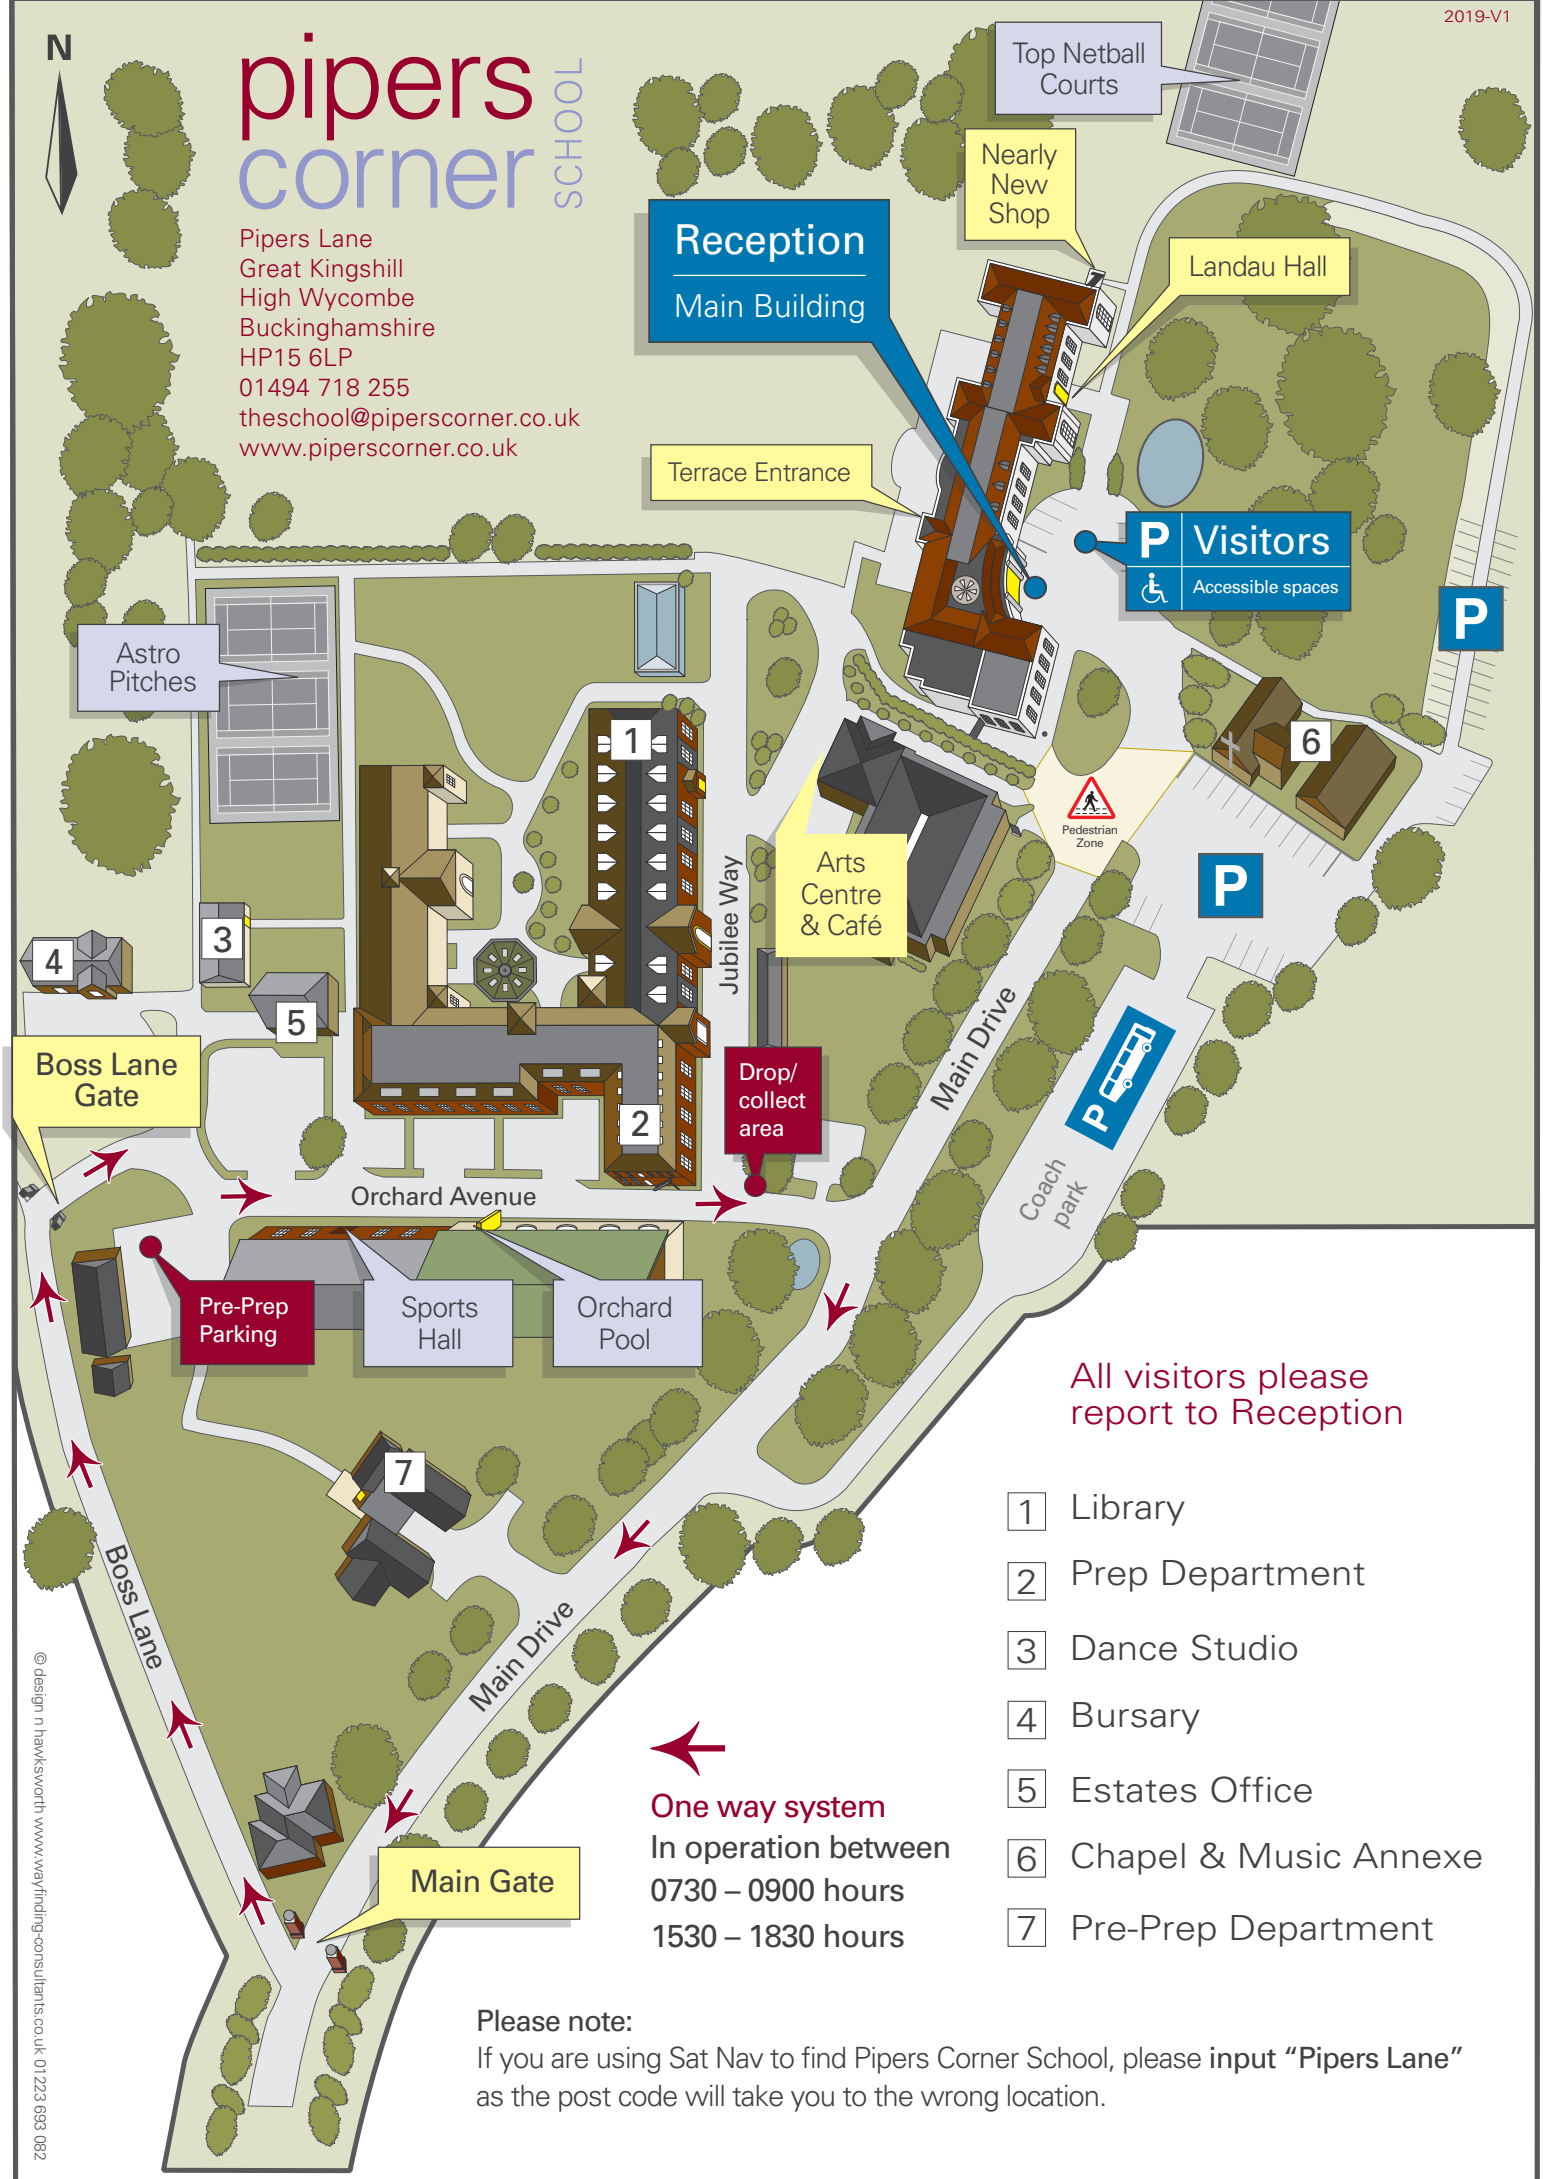 2019-V1
N
pipers
corner
SCHOOL
Pipers Lane
Great Kingshill
High Wycombe
Buckinghamshire
HP15 6LP
01494 718 255
theschool@piperscorner.co.uk
www.piperscorner.co.uk
Top Netball
Courts
Nearly
New
Shop
Reception
Main Building
Landau Hall
Terrace Entrance
P Visitors
Accessible spaces
P
Astro
Pitches
1
6
Pedestrian
Zone
Arts
Centre
& Café
P
Jubilee Way
3
4
5
Main Drive
Boss Lane
Gate
Drop/
collect
area
2
P
Coach
park
Orchard Avenue
Pre-Prep
Parking
Sports
Hall
Orchard
Pool
7
Boss Lane
Main Drive
Main Gate
All visitors please
report to Reception
1 Library
2 Prep Department
3 Dance Studio
4 Bursary
5 Estates Office
6 Chapel & Music Annexe
7 Pre-Prep Department
One way system
In operation between
0730 – 0900 hours
1530 – 1830 hours
Please note:
If you are using Sat Nav to find Pipers Corner School, please input “Pipers Lane”
as the post code will take you to the wrong location.
© design n hawksworth www.wayfinding-consultants.co.uk 01223 693 082